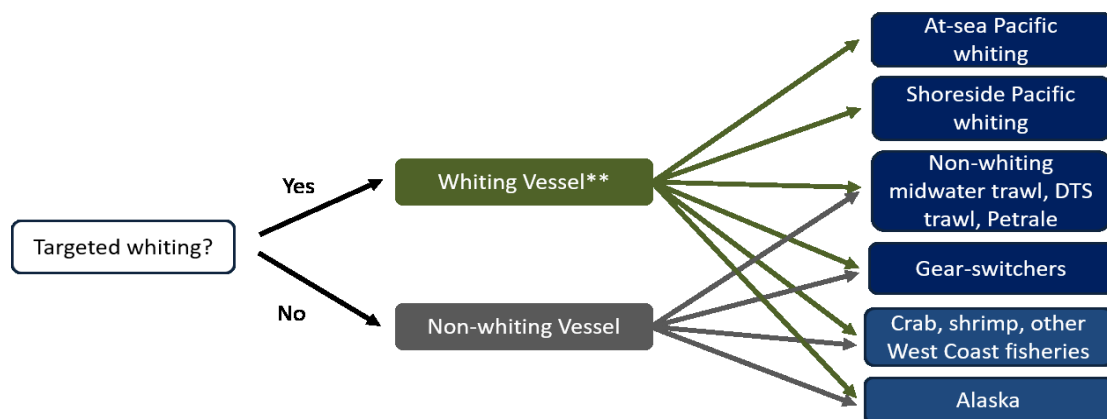 Targeted whiting?
Yes
No
Whiting Vessel**
Non-whiting Vessel
At-sea Pacific
whiting
Shoreside Pacific
whiting
Non-whiting
midwater trawl, DTS
trawl, Petrale
Gear-switchers
Crab, shrimp, other
West Coast fisheries
Alaska